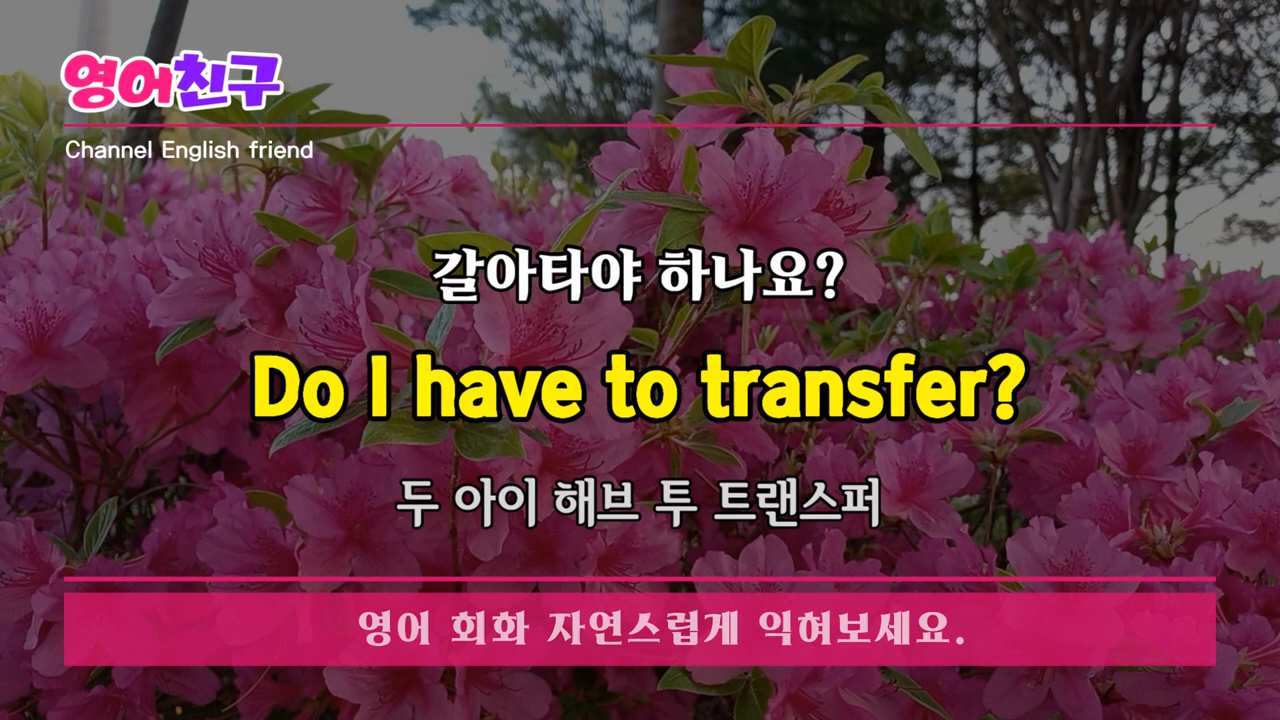 영어친구
Channel English friend
갈아타야 하나요?
Do I have to transfer?
두 아이 해브 투 트랜스퍼
영어 회화 자연스럽게 익혀보세요.